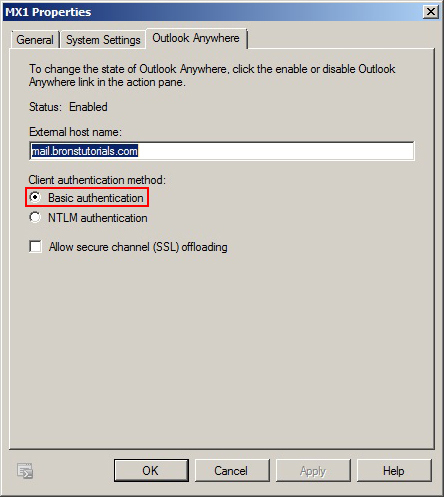 MX1 Properties
General System Settings Outlook Anywhere
To change the state of Outlook Anywhere, click the enable or disable Outlook
Anywhere link in the action pane.
Status: Enabled
External host name:
mail.bronstutorials.com
Client authentication method:
Basic authentication
NTLM authentication
Allow secure channel (SSL) offloading
OK Cancel Apply Help